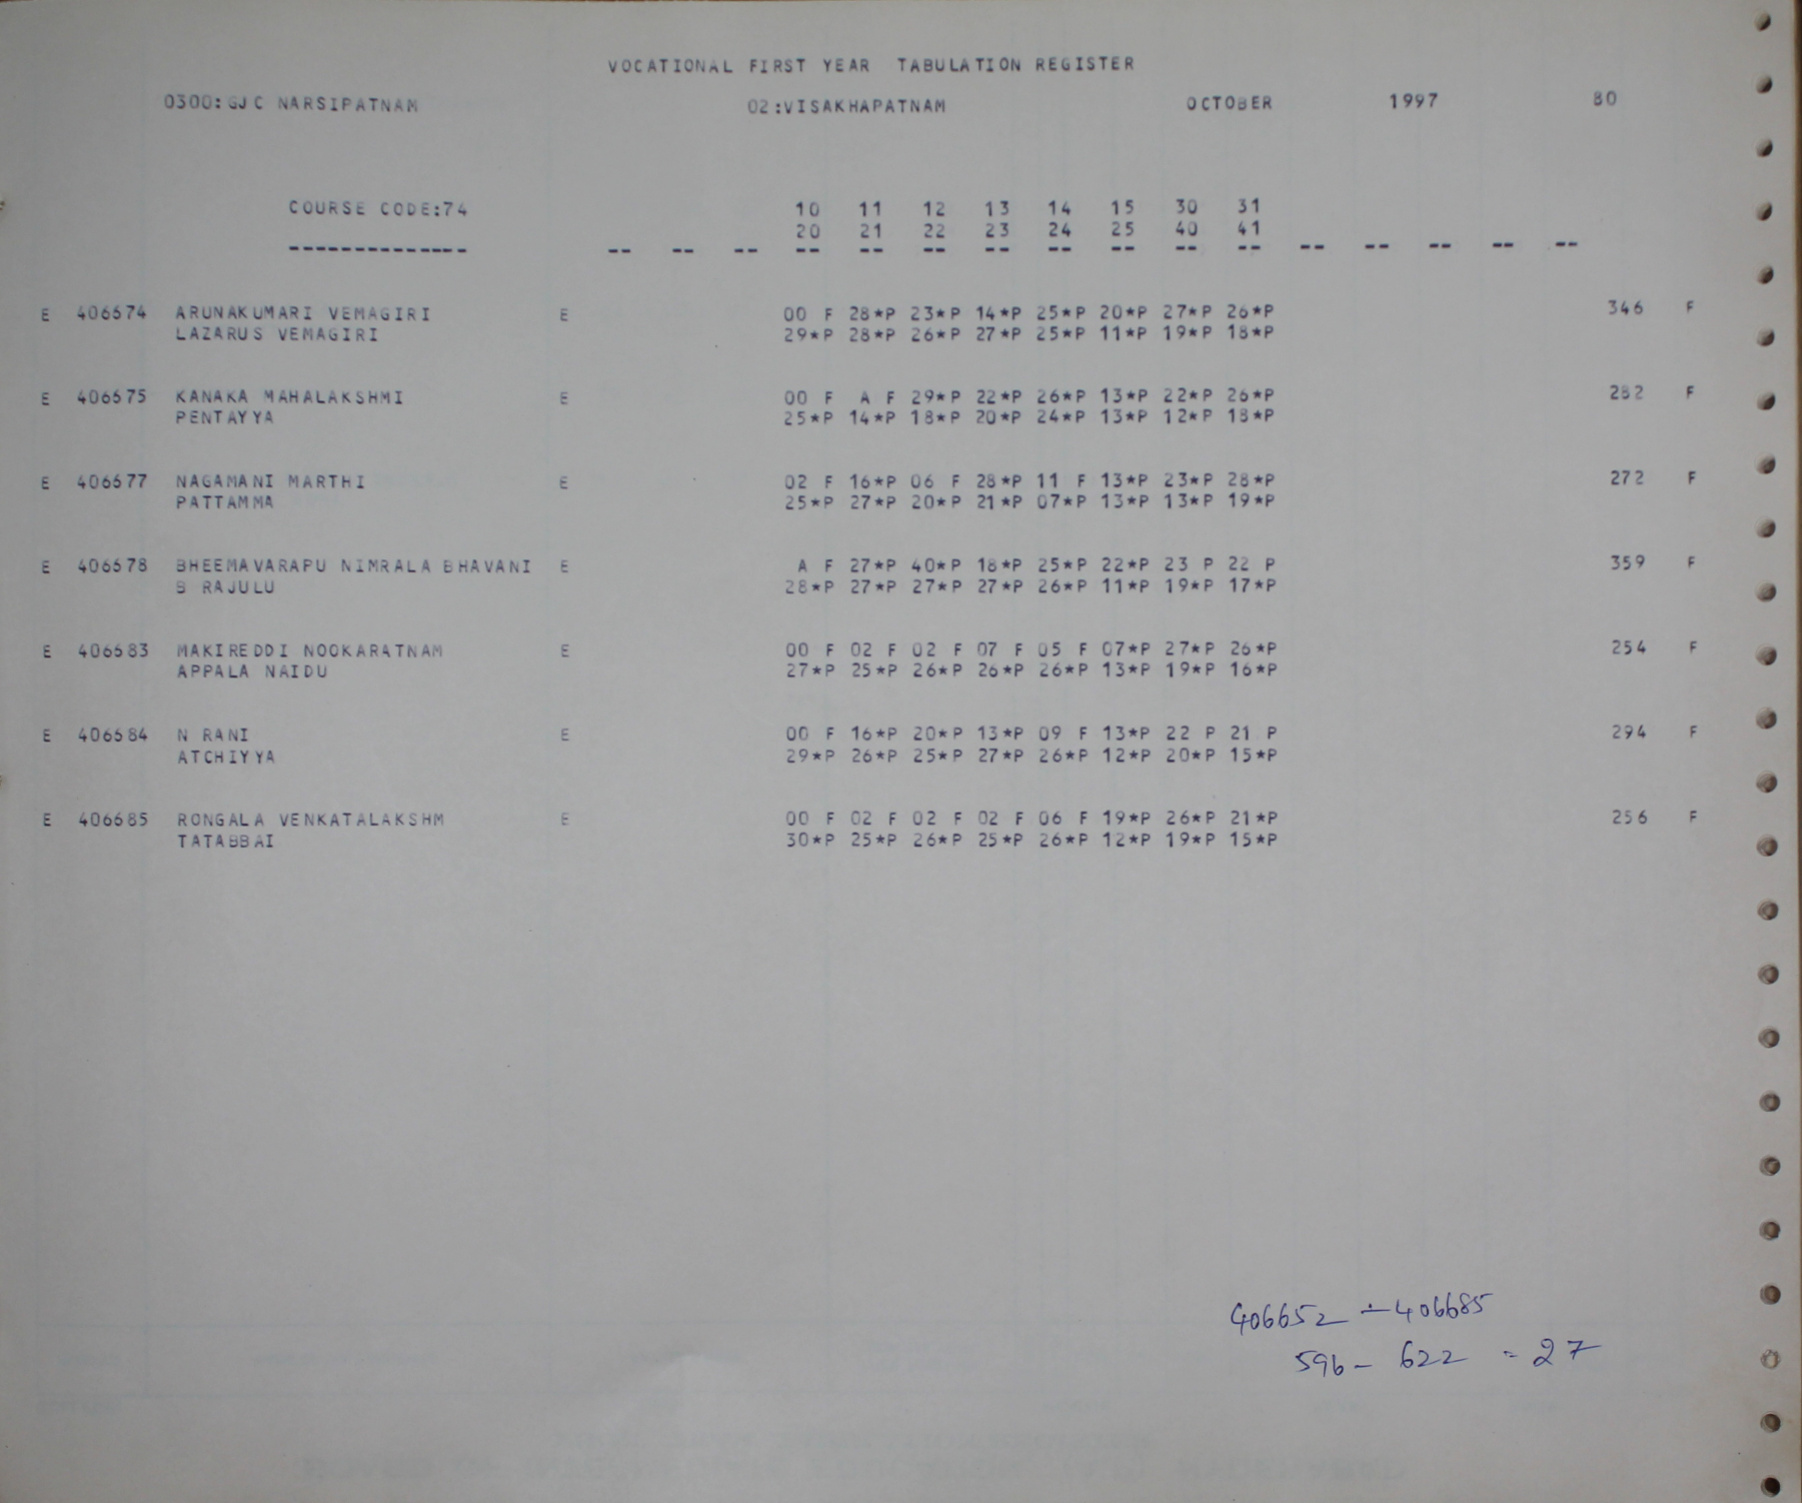 VOCATIONAL FIRST YEAR TABULATION REGISTER
0300:GJC NARSIPATNAM 02:VISAKHAPATNAM OCTOBER 1997 80
COURSE CODE:74 10 11 12 13 14 15 30 31
20 21 22 23 24 25 40 41
-------------- -- -- -- -- -- -- -- -- -- -- -- -- -- -- -- --
E 406674 ARUNAKUMARI VEMAGIRI E 00 F 28*P 23*P 14*P 25*P 20*P 27*P 26*P 346 F
LAZARUS VEMAGIRI 29*P 28*P 26*P 27*P 25*P 11*P 19*P 18*P
E 406675 KANAKA MAHALAKSHMI E 00 F A F 29*P 22*P 26*P 13*P 22*P 26*P 282 F
PENTAYYA 25*P 14*P 18*P 20*P 24*P 13*P 12*P 18*P
E 406677 NAGAMANI MARTHI E 02 F 16*P 06 F 28*P 11 F 13*P 23*P 28*P 272 F
PATTAMMA 25*P 27*P 20*P 21*P 07*P 13*P 13*P 19*P
E 406678 BHEEMAVARAPU NIMRALA BHAVANI E A F 27*P 40*P 18*P 25*P 22*P 23 P 22 P 359 F
B RAJULU 28*P 27*P 27*P 27*P 26*P 11*P 19*P 17*P
E 406683 MAKIREDDI NOOKARATNAM E 00 F 02 F 02 F 07 F 05 F 07*P 27*P 26*P 254 F
APPALA NAIDU 27*P 25*P 26*P 26*P 26*P 13*P 19*P 16*P
E 406684 N RANI E 00 F 16*P 20*P 13*P 09 F 13*P 22 P 21 P 294 F
ATCHIYYA 29*P 26*P 25*P 27*P 26*P 12*P 20*P 15*P
E 406685 RONGALA VENKATALAKSHM E 00 F 02 F 02 F 02 F 06 F 19*P 26*P 21*P 256 F
TATABBAI 30*P 25*P 26*P 25*P 26*P 12*P 19*P 15*P
406652 - 406685
596 - 622 = 27